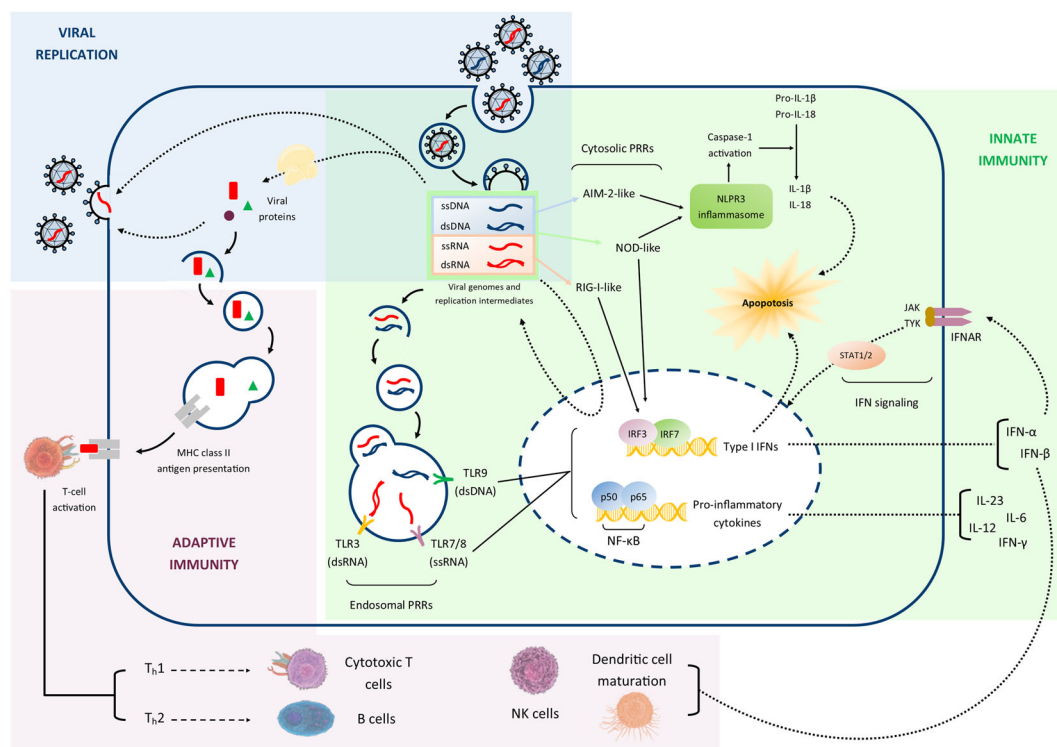 VIRAL
REPLICATION
INNATE
IMMUNITY
Pro-IL-1β
Pro-IL-18
Caspase-1
activation
Cytosolic PRRs
IL-1β
IL-18
NLPR3
inflammasome
AIM-2-like
NOD-like
RIG-I-like
Viral
proteins
ssDNA
dsDNA
ssRNA
dsRNA
Viral genomes and
replication intermediates
Apopotosis
JAK
TYK
IFNAR
STAT1/2
IFN signaling
IRF3
IRF7
Type I IFNs
IFN-α
IFN-β
p50
p65
NF-κB
Pro-inflammatory
cytokines
IL-23
IL-6
IL-12
IFN-γ
MHC class II
antigen presentation
T-cell
activation
ADAPTIVE
IMMUNITY
TLR9
(dsDNA)
TLR3
(dsRNA)
TLR7/8
(ssRNA)
Endosomal PRRs
Th1
Cytotoxic T
cells
Th2
B cells
NK cells
Dendritic cell
maturation